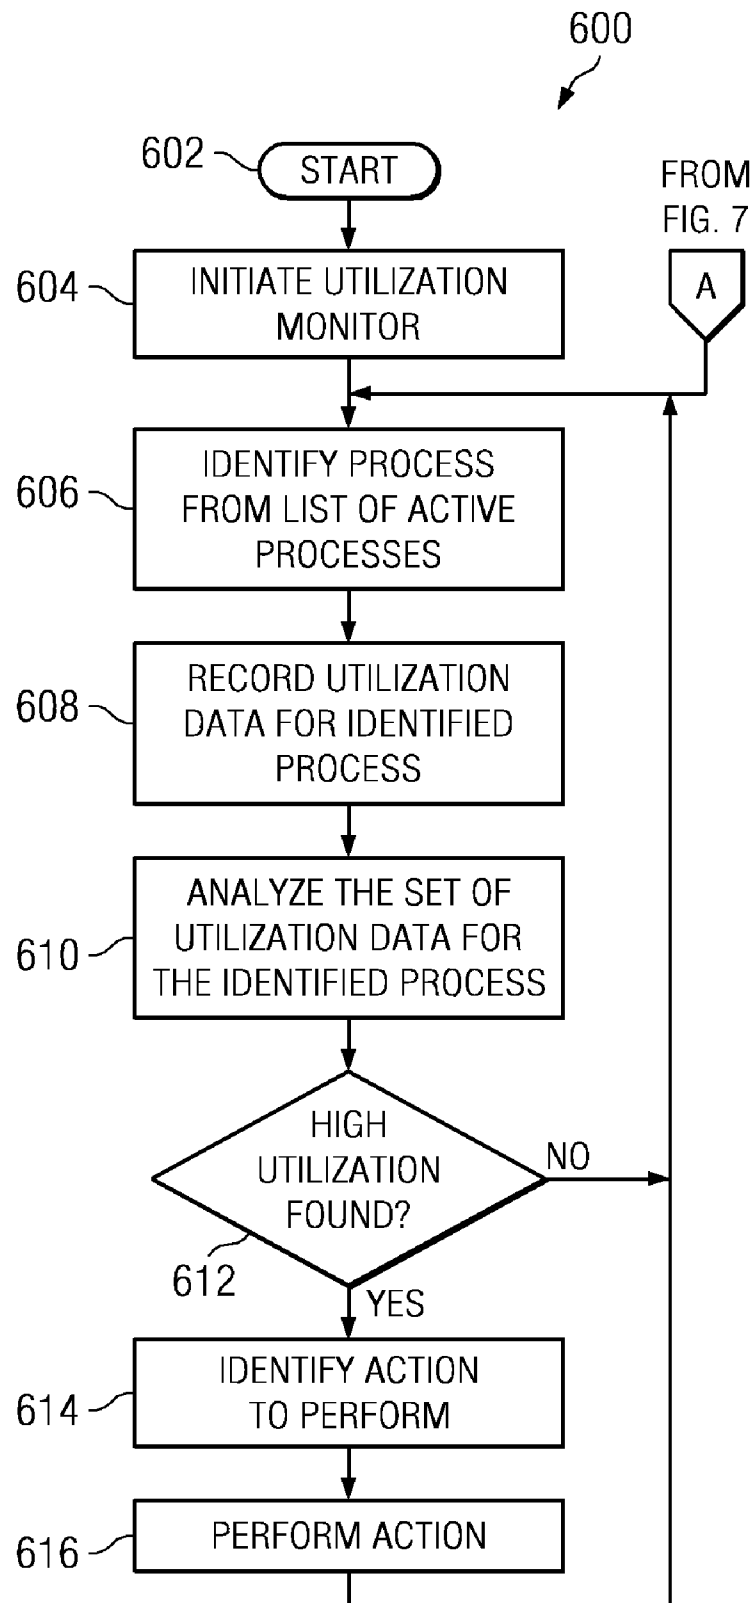 600
602
START
FROM
FIG. 7
A
604
INITIATE UTILIZATION
MONITOR
606
IDENTIFY PROCESS
FROM LIST OF ACTIVE
PROCESSES
608
RECORD UTILIZATION
DATA FOR IDENTIFIED
PROCESS
610
ANALYZE THE SET OF
UTILIZATION DATA FOR
THE IDENTIFIED PROCESS
HIGH
UTILIZATION
FOUND?
NO
612
YES
614
IDENTIFY ACTION
TO PERFORM
616
PERFORM ACTION